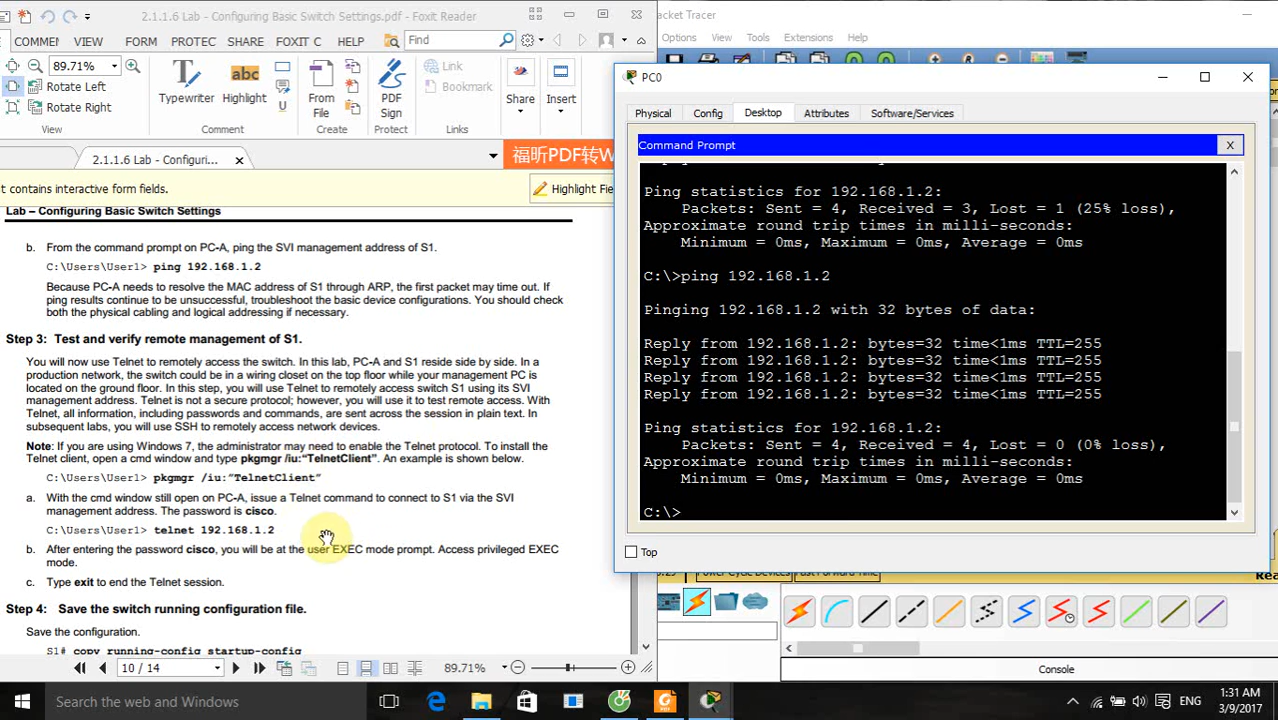 2.1.1.6 Lab - Configuring Basic Switch Settings.pdf - Foxit Reader
COMMEI VIEW FORM PROTEC SHARE FOXIT C HELP Find
89.71%
Rotate Left
Rotate Right
View
Typewriter
Highlight
Comment
From
File
Create
PDF
Sign
Protect
Link
Bookmark
Links
Share
Insert
2.1.1.6 Lab - Configuri...
福昕PDF转W
t contains interactive form fields.
Highlight Fie
Lab – Configuring Basic Switch Settings
b. From the command prompt on PC-A, ping the SVI management address of S1.
C:\Users\User1> ping 192.168.1.2
Because PC-A needs to resolve the MAC address of S1 through ARP, the first packet may time out. If
ping results continue to be unsuccessful, troubleshoot the basic device configurations. You should check
both the physical cabling and logical addressing if necessary.
Step 3: Test and verify remote management of S1.
You will now use Telnet to remotely access the switch. In this lab, PC-A and S1 reside side by side. In a
production network, the switch could be in a wiring closet on the top floor while your management PC is
located on the ground floor. In this step, you will use Telnet to remotely access switch S1 using its SVI
management address. Telnet is not a secure protocol; however, you will use it to test remote access. With
Telnet, all information, including passwords and commands, are sent across the session in plain text. In
subsequent labs, you will use SSH to remotely access network devices.
Note: If you are using Windows 7, the administrator may need to enable the Telnet protocol. To install the
Telnet client, open a cmd window and type pkgmgr /iu:“TelnetClient”. An example is shown below.
C:\Users\User1> pkgmgr /iu:”TelnetClient”
a. With the cmd window still open on PC-A, issue a Telnet command to connect to S1 via the SVI
management address. The password is cisco.
C:\Users\User1> telnet 192.168.1.2
b. After entering the password cisco, you will be at the user EXEC mode prompt. Access privileged EXEC
mode.
c. Type exit to end the Telnet session.
Step 4: Save the switch running configuration file.
Save the configuration.
S1# copy running-config startup-config
10 / 14
89.71%
acket Tracer
Options View Tools Extensions Help
PC0
Physical Config Desktop Attributes Software/Services
Command Prompt
X
Ping statistics for 192.168.1.2:
Packets: Sent = 4, Received = 3, Lost = 1 (25% loss),
Approximate round trip times in milli-seconds:
Minimum = 0ms, Maximum = 0ms, Average = 0ms
C:\>ping 192.168.1.2
Pinging 192.168.1.2 with 32 bytes of data:
Reply from 192.168.1.2: bytes=32 time<1ms TTL=255
Reply from 192.168.1.2: bytes=32 time<1ms TTL=255
Reply from 192.168.1.2: bytes=32 time<1ms TTL=255
Reply from 192.168.1.2: bytes=32 time<1ms TTL=255
Ping statistics for 192.168.1.2:
Packets: Sent = 4, Received = 4, Lost = 0 (0% loss),
Approximate round trip times in milli-seconds:
Minimum = 0ms, Maximum = 0ms, Average = 0ms
C:\>
Top
Power Cycle Devices Fast Forward Time
Rea
Console
Search the web and Windows
ENG
1:31 AM
3/9/2017